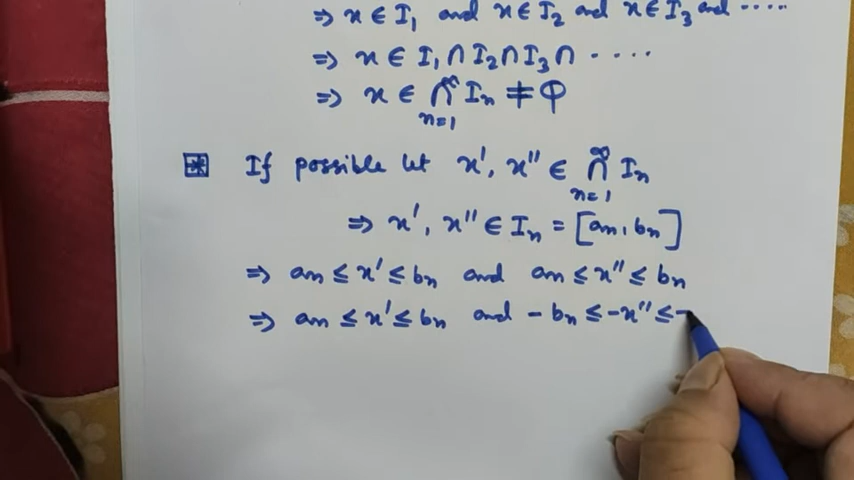 ⇒ x ∈ I₁ and x ∈ I₂ and x ∈ I₃ and .....
⇒ x ∈ I₁ ∩ I₂ ∩ I₃ ∩ ....
⇒ x ∈ ⋂_{n=1}^{∞} Iₙ ≠ φ
※ If possible let x', x'' ∈ ⋂_{n=1}^{∞} Iₙ
⇒ x', x'' ∈ Iₙ = [aₙ, bₙ]
⇒ aₙ ≤ x' ≤ bₙ and aₙ ≤ x'' ≤ bₙ
⇒ aₙ ≤ x' ≤ bₙ and -bₙ ≤ -x'' ≤ -